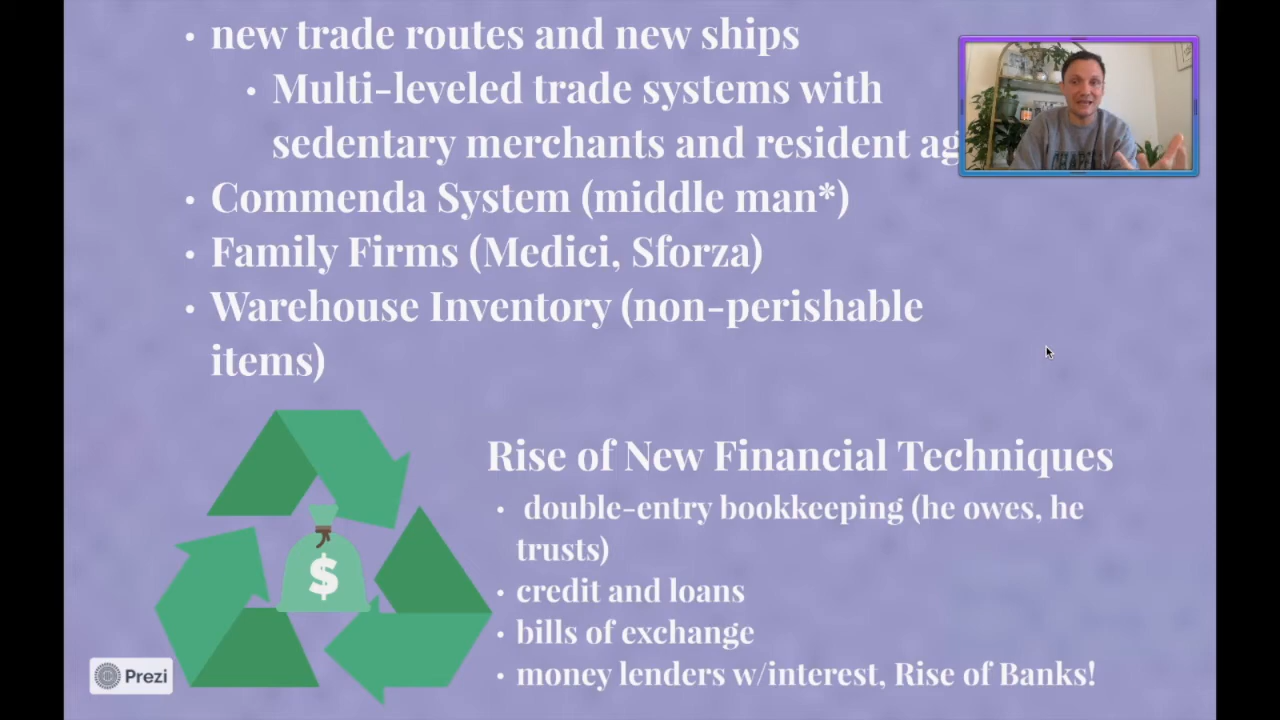 new trade routes and new ships
Multi-leveled trade systems with
sedentary merchants and resident
Commenda System (middle man*)
Family Firms (Medici, Sforza)
Warehouse Inventory (non-perishable
items)
$
Rise of New Financial Techniques
double-entry bookkeeping (he owes, he
trusts)
credit and loans
bills of exchange
money lenders w/interest, Rise of Banks!
Prezi